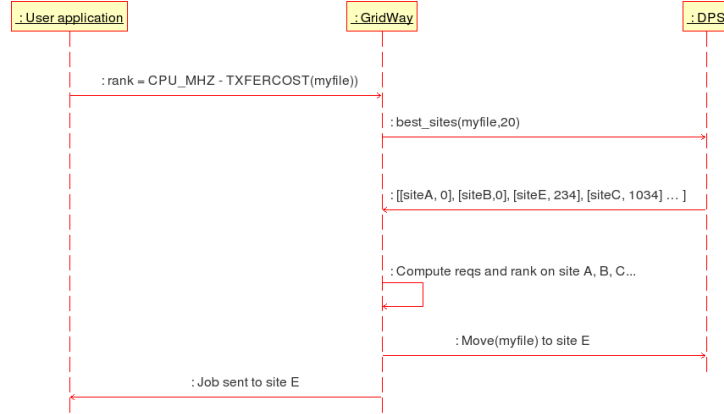 : User application
: GridWay
: DPS
: rank = CPU_MHZ - TXFERCOST(myfile))
: best_sites(myfile,20)
: [[siteA, 0], [siteB,0], [siteE, 234], [siteC, 1034] ... ]
: Compute reqs and rank on site A, B, C...
: Move(myfile) to site E
: Job sent to site E